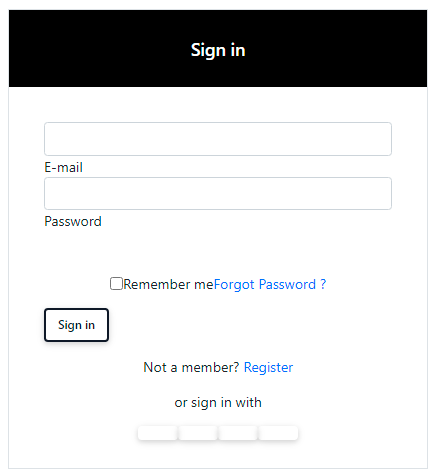 Sign in
E-mail
Password
Remember meForgot Password ?
Sign in
Not a member? Register
or sign in with